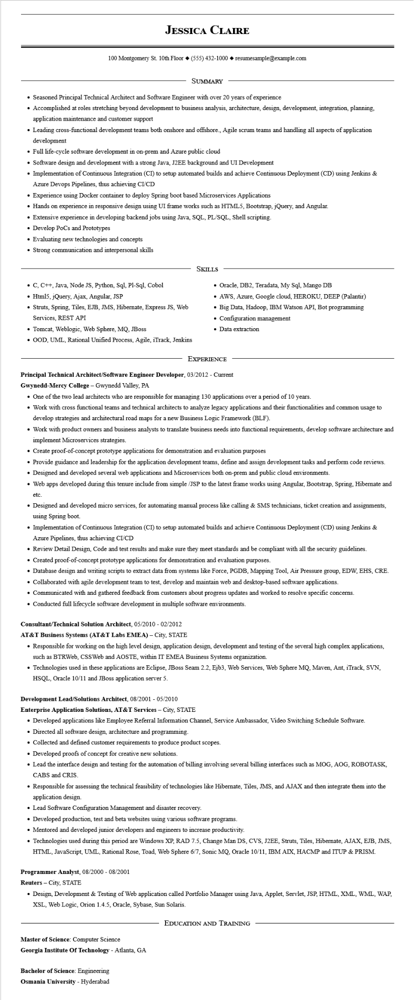 Jessica Claire
100 Montgomery St. 10th Floor ◆ (555) 432-1000 ◆ resumesample@example.com
Summary
• Seasoned Principal Technical Architect and Software Engineer with over 20 years of experience
• Accomplished at roles stretching beyond development to business analysis, architecture, design, development, integration, planning,
application maintenance and customer support
• Leading cross-functional development teams both onshore and offshore., Agile scrum teams and handling all aspects of application
development
• Full life-cycle software development in on-prem and Azure public cloud
• Software design and development with a strong Java, J2EE background and UI Development
• Implementation of Continuous Integration (CI) to setup automated builds and achieve Continuous Deployment (CD) using Jenkins &
Azure Devops Pipelines, thus achieving CI/CD
• Experience using Docker container to deploy Spring boot based Microservices Applications
• Hands on experience in responsive design using UI frame works such as HTML5, Bootstrap, jQuery, and Angular.
• Extensive experience in developing backend jobs using Java, SQL, PL/SQL, Shell scripting.
• Develop PoCs and Prototypes
• Evaluating new technologies and concepts
• Strong communication and interpersonal skills
Skills
• C, C++, Java, Node JS, Python, Sql, Pl-Sql, Cobol
• Html5, jQuery, Ajax, Angular, JSP
• Struts, Spring, Tiles, EJB, JMS, Hibernate, Express JS, Web
Services, REST API
• Tomcat, Weblogic, Web Sphere, MQ, JBoss
• OOD, UML, Rational Unified Process, Agile, iTrack, Jenkins
• Oracle, DB2, Teradata, My Sql, Mango DB
• AWS, Azure, Google cloud, HEROKU, DEEP (Palantir)
• Big Data, Hadoop, IBM Watson API, Bot programming
• Configuration management
• Data extraction
Experience
Principal Technical Architect/Software Engineer Developer, 03/2012 - Current
Gwynedd-Mercy College – Gwynedd Valley, PA
• One of the two lead architects who are responsible for managing 130 applications over a period of 10 years.
• Work with cross functional teams and technical architects to analyze legacy applications and their functionalities and common usage to
develop strategies and architectural road maps for a new Business Logic Framework (BLF).
• Work with product owners and business analysts to translate business needs into functional requirements, develop software architecture and
implement Microservices strategies.
• Create proof-of-concept prototype applications for demonstration and evaluation purposes
• Provide guidance and leadership for the application development teams, define and assign development tasks and perform code reviews.
• Designed and developed several web applications and Microservices both on-prem and public cloud environments.
• Web apps developed during this tenure include from simple /JSP to the latest frame works using Angular, Bootstrap, Spring, Hibernate and
etc.
• Designed and developed micro services, for automating manual process like calling & SMS technicians, ticket creation and assignments,
using Spring boot.
• Implementation of Continuous Integration (CI) to setup automated builds and achieve Continuous Deployment (CD) using Jenkins &
Azure Pipelines, thus achieving CI/CD
• Review Detail Design, Code and test results and make sure they meet standards and be compliant with all the security guidelines.
• Created proof-of-concept prototype applications for demonstration and evaluation purposes.
• Database design and writing scripts to extract data from systems like Force, PGDB, Mapping Tool, Air Pressure group, EDW, EHS, CRE.
• Collaborated with agile development team to test, develop and maintain web and desktop-based software applications.
• Communicated with and gathered feedback from customers about progress updates and worked to resolve specific concerns.
• Conducted full lifecycle software development in multiple software environments.
Consultant/Technical Solution Architect, 05/2010 - 02/2012
AT&T Business Systems (AT&T Labs EMEA) – City, STATE
• Responsible for working on the high level design, application design, development and testing of the several high complex applications,
such as BTRWeb, CSSWeb and AOSTE, within IT EMEA Business Systems organization.
• Technologies used in these applications are Eclipse, JBoss Seam 2.2, Ejb3, Web Services, Web Sphere MQ, Maven, Ant, iTrack, SVN,
HSQL, Oracle 10/11 and JBoss application server 5.
Development Lead/Solutions Architect, 08/2001 - 05/2010
Enterprise Application Solutions, AT&T Services – City, STATE
• Developed applications like Employee Referral Information Channel, Service Ambassador, Video Switching Schedule Software.
• Directed all software design, architecture and programming.
• Collected and defined customer requirements to produce product scopes.
• Developed proofs of concept for creative new solutions.
• Lead the interface design and testing for the automation of billing involving several billing interfaces such as MOG, AOG, ROBOTASK,
CABS and CRIS.
• Responsible for assessing the technical feasibility of technologies like Hibernate, Tiles, JMS, and AJAX and then integrate them into the
application design.
• Lead Software Configuration Management and disaster recovery.
• Developed production, test and beta websites using various software programs.
• Mentored and developed junior developers and engineers to increase productivity.
• Technologies used during this period are Windows XP, RAD 7.5, Change Man DS, CVS, J2EE, Struts, Tiles, Hibernate, AJAX, EJB, JMS,
HTML, JavaScript, UML, Rational Rose, Toad, Web Sphere 6/7, Sonic MQ, Oracle 10/11, IBM AIX, HACMP and ITUP & PRISM.
Programmer Analyst, 08/2000 - 08/2001
Reuters – City, STATE
• Design, Development & Testing of Web application called Portfolio Manager using Java, Applet, Servlet, JSP, HTML, XML, WML, WAP,
XSL, Web Logic, Orion 1.4.5, Oracle, Sybase, Sun Solaris.
Education and Training
Master of Science: Computer Science
Georgia Institute Of Technology - Atlanta, GA
Bachelor of Science: Engineering
Osmania University - Hyderabad